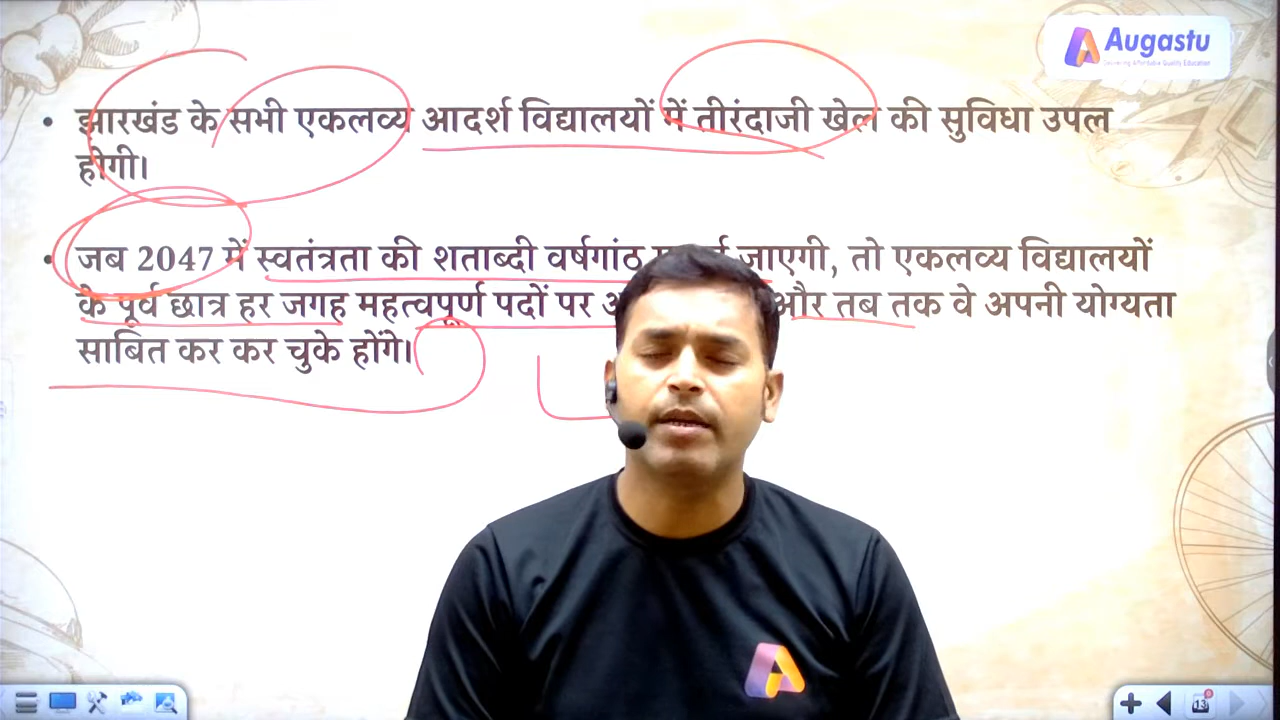 Augastu
झारखंड के सभी एकलव्य आदर्श विद्यालयों में तीरंदाजी खेल की सुविधा उपल
होगी।
जब 2047 में स्वतंत्रता की शताब्दी वर्षगांठ जाएगी, तो एकलव्य विद्यालयों
के पूर्व छात्र हर जगह महत्वपूर्ण पदों पर और तब तक वे अपनी योग्यता
साबित कर कर चुके होंगे।
13